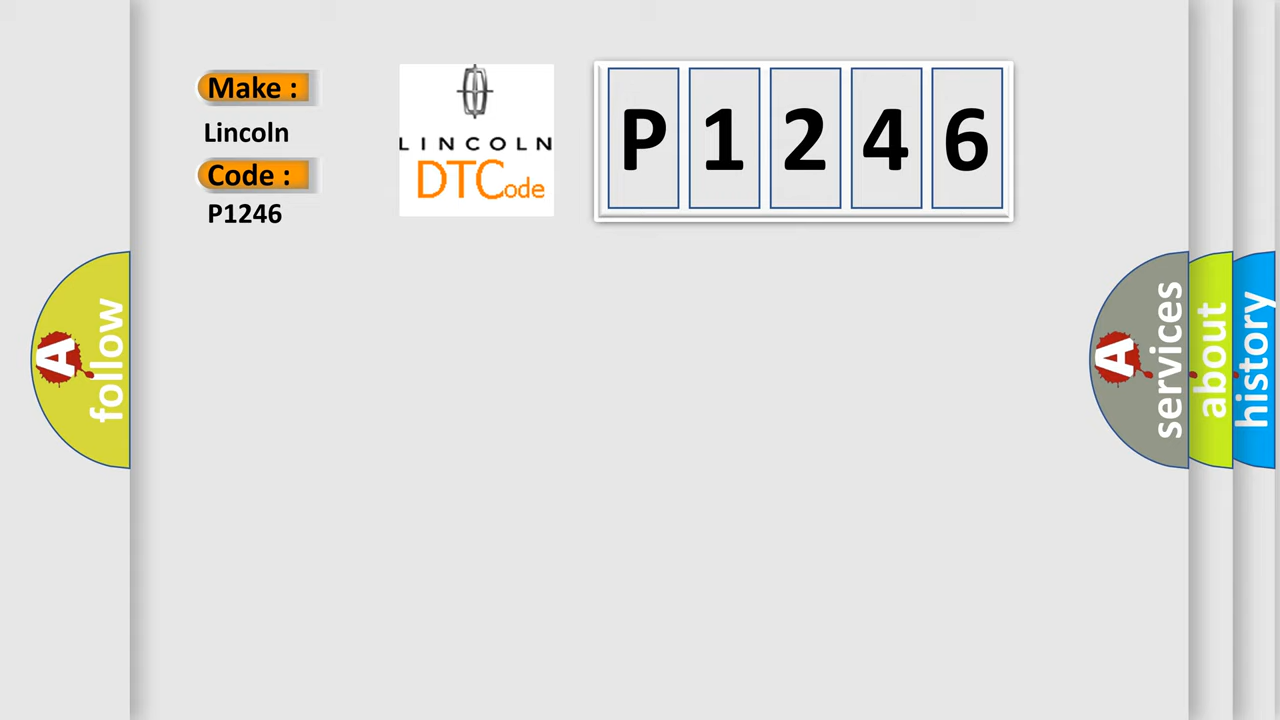 Make :
Lincoln
Code :
P1246
LINCOLN
DTCode
P 1 2 4 6
A follow
A services
about
history